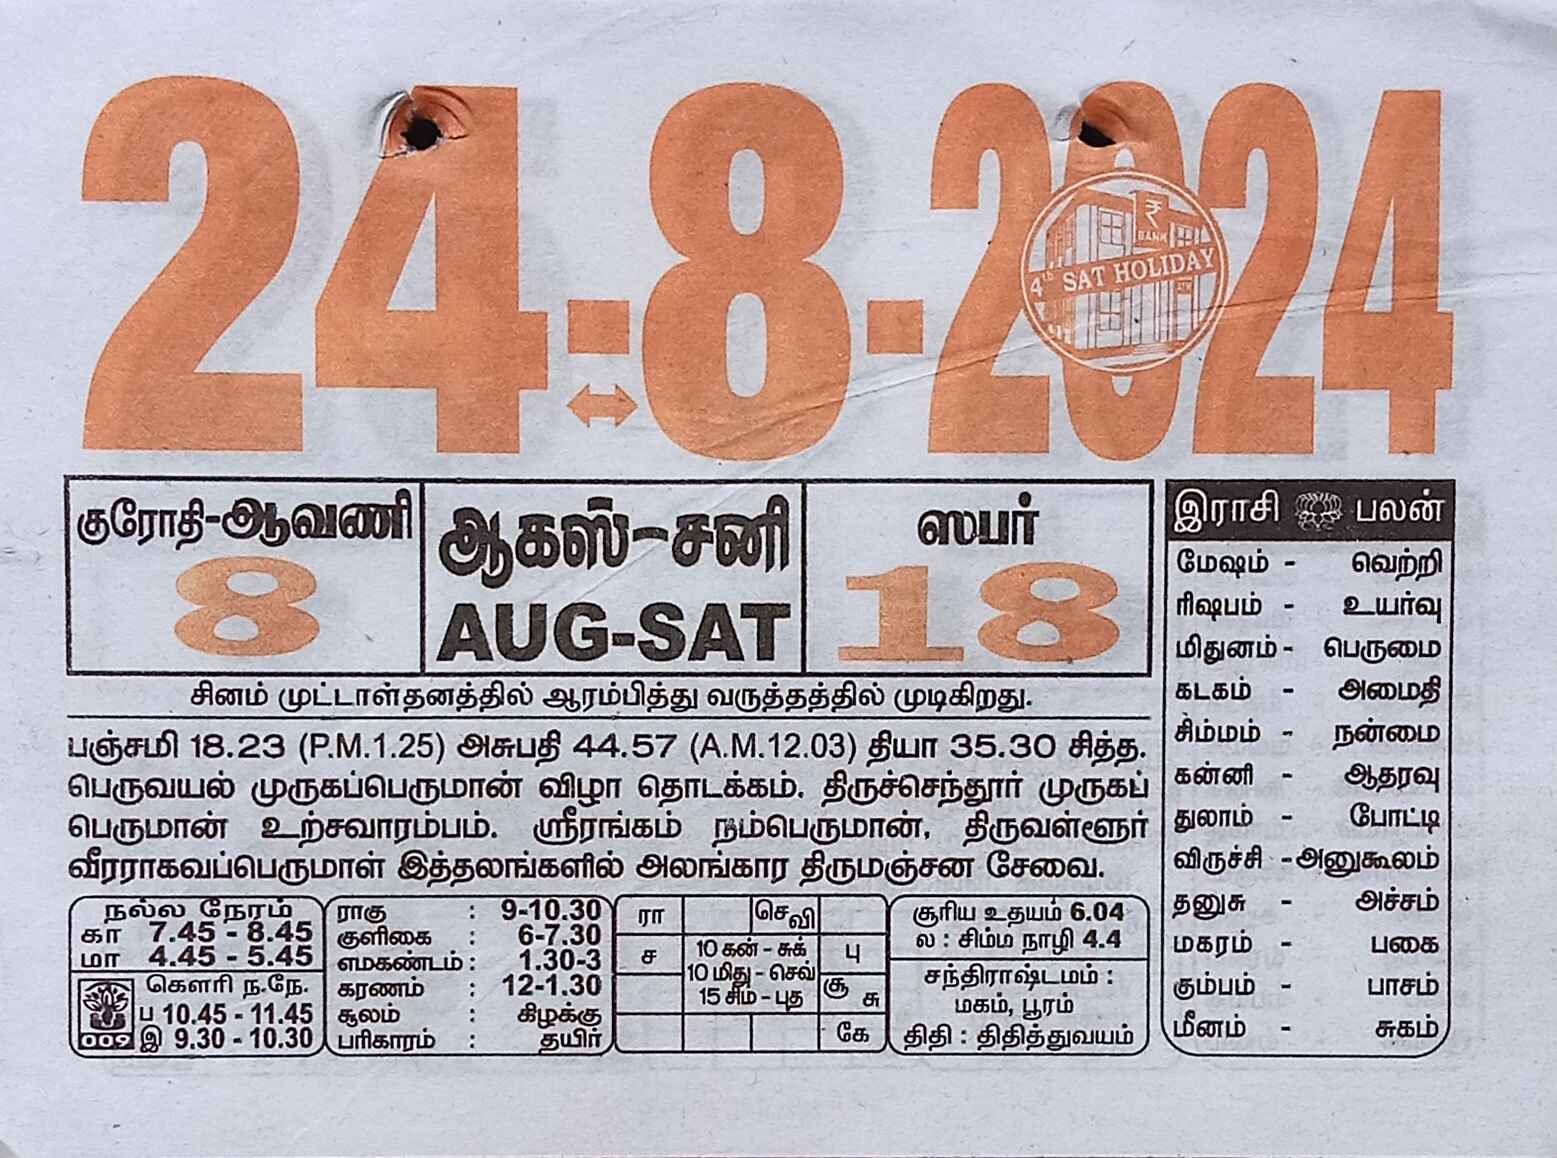 24-8-2024
₹
BANK
4th SAT HOLIDAY
ATM
குரோதி-ஆவணி
8
ஆகஸ்-சனி
AUG-SAT
ஸபர்
18
சினம் முட்டாள்தனத்தில் ஆரம்பித்து வருத்தத்தில் முடிகிறது.
பஞ்சமி 18.23 (P.M.1.25) அசுபதி 44.57 (A.M.12.03) தியா 35.30 சித்த.
பெருவயல் முருகப்பெருமான் விழா தொடக்கம். திருச்செந்தூர் முருகப்
பெருமான் உற்சவாரம்பம். ஸ்ரீரங்கம் நம்பெருமான், திருவள்ளூர்
வீரராகவப்பெருமாள் இத்தலங்களில் அலங்கார திருமஞ்சன சேவை.
நல்ல நேரம்
கா 7.45 - 8.45
மா 4.45 - 5.45
கௌரி ந.நே.
ப 10.45 - 11.45
இ 9.30 - 10.30
009
ராகு : 9-10.30
குளிகை : 6-7.30
எமகண்டம் : 1.30-3
கரணம் : 12-1.30
சூலம் : கிழக்கு
பரிகாரம் : தயிர்
ரா செ வி
ச 10 கன் - சுக் பு
10 மிது - செவ்
15 சிம் - புத சூ சு
கே
சூரிய உதயம் 6.04
ல : சிம்ம நாழி 4.4
சந்திராஷ்டமம் :
மகம், பூரம்
திதி : திதித்துவயம்
இராசி பலன்
மேஷம் - வெற்றி
ரிஷபம் - உயர்வு
மிதுனம் - பெருமை
கடகம் - அமைதி
சிம்மம் - நன்மை
கன்னி - ஆதரவு
துலாம் - போட்டி
விருச்சி - அனுகூலம்
தனுசு - அச்சம்
மகரம் - பகை
கும்பம் - பாசம்
மீனம் - சுகம்